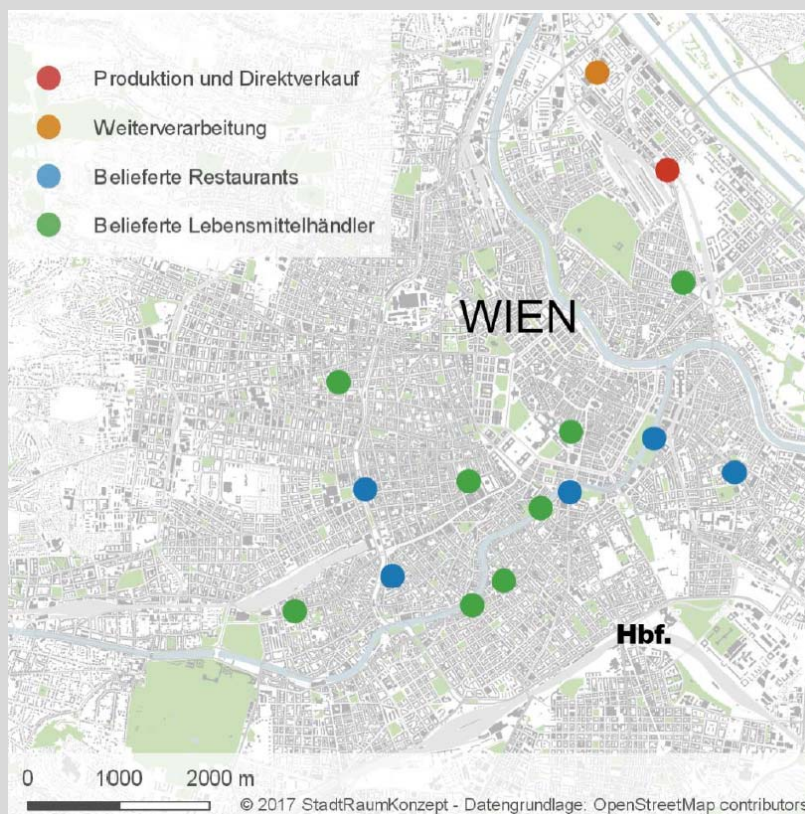 Produktion und Direktverkauf
Weiterverarbeitung
Belieferte Restaurants
Belieferte Lebensmittelhändler
WIEN
Hbf.
0 1000 2000 m
© 2017 StadtRaumKonzept - Datengrundlage: OpenStreetMap contributors